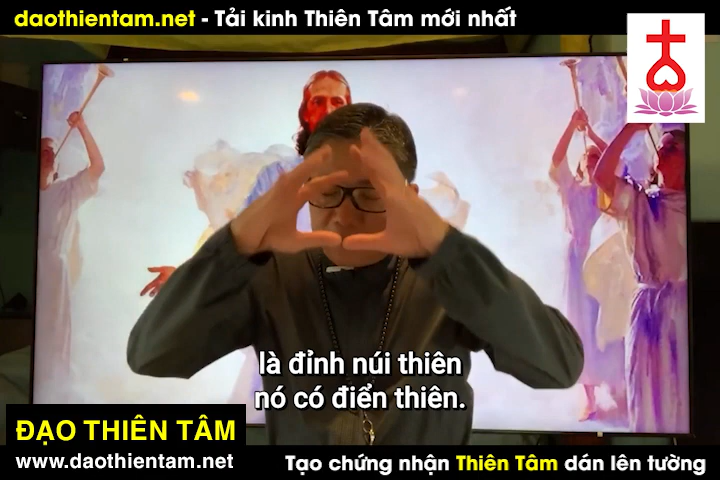 daothientam.net - Tải kinh Thiên Tâm mới nhất
là đỉnh núi thiên
nó có điển thiên.
ĐẠO THIÊN TÂM
www.daothientam.net
Tạo chứng nhận Thiên Tâm dán lên tường